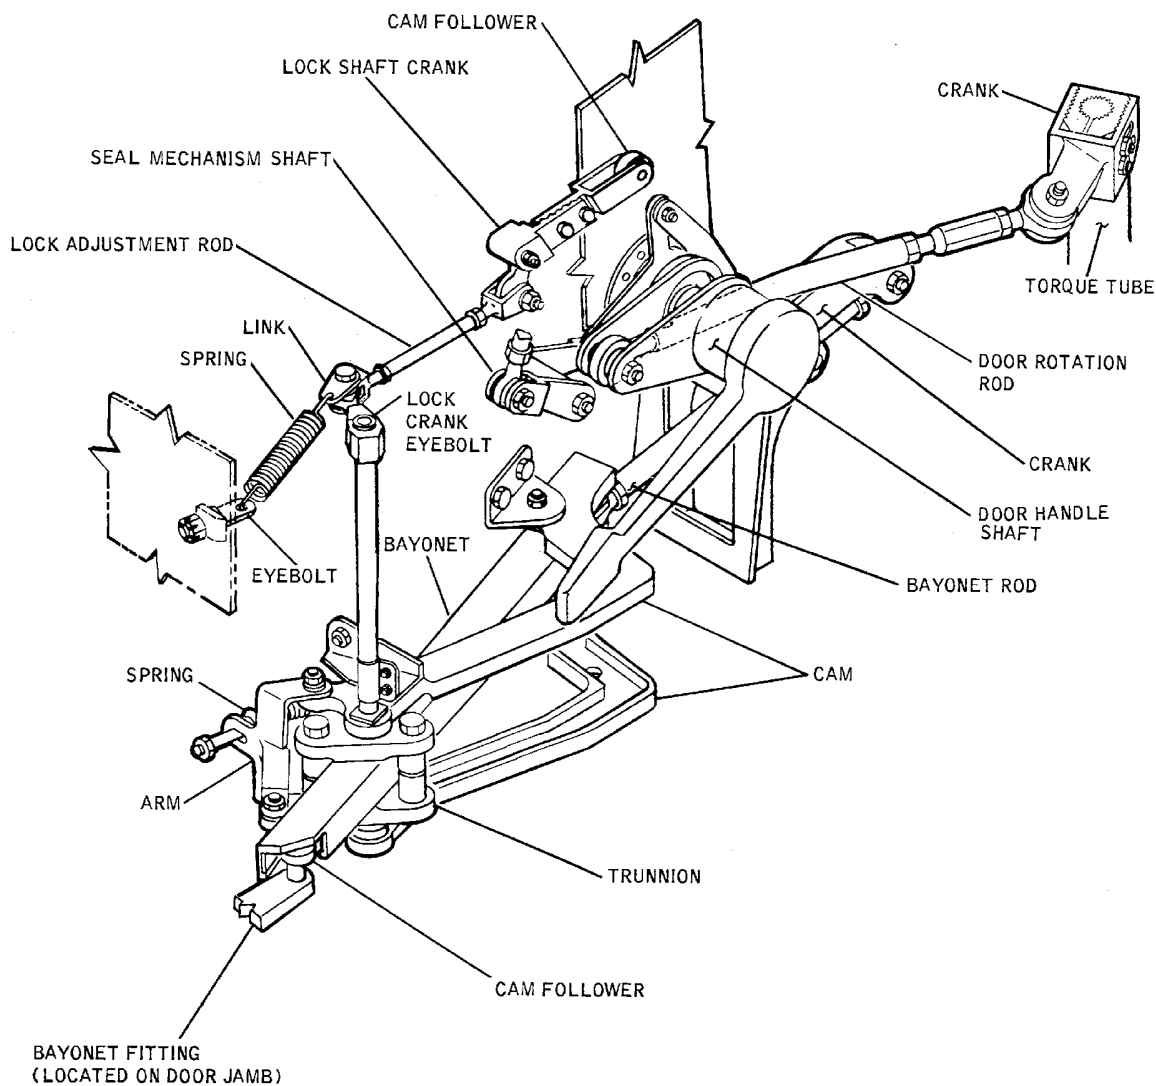 CAM FOLLOWER
LOCK SHAFT CRANK
CRANK
SEAL MECHANISM SHAFT
LOCK ADJUSTMENT ROD
TORQUE TUBE
LINK
SPRING
DOOR ROTATION
ROD
LOCK
CRANK
EYEBOLT
CRANK
DOOR HANDLE
SHAFT
BAYONET
EYEBOLT
BAYONET ROD
SPRING
CAM
ARM
TRUNNION
CAM FOLLOWER
BAYONET FITTING
(LOCATED ON DOOR JAMB)